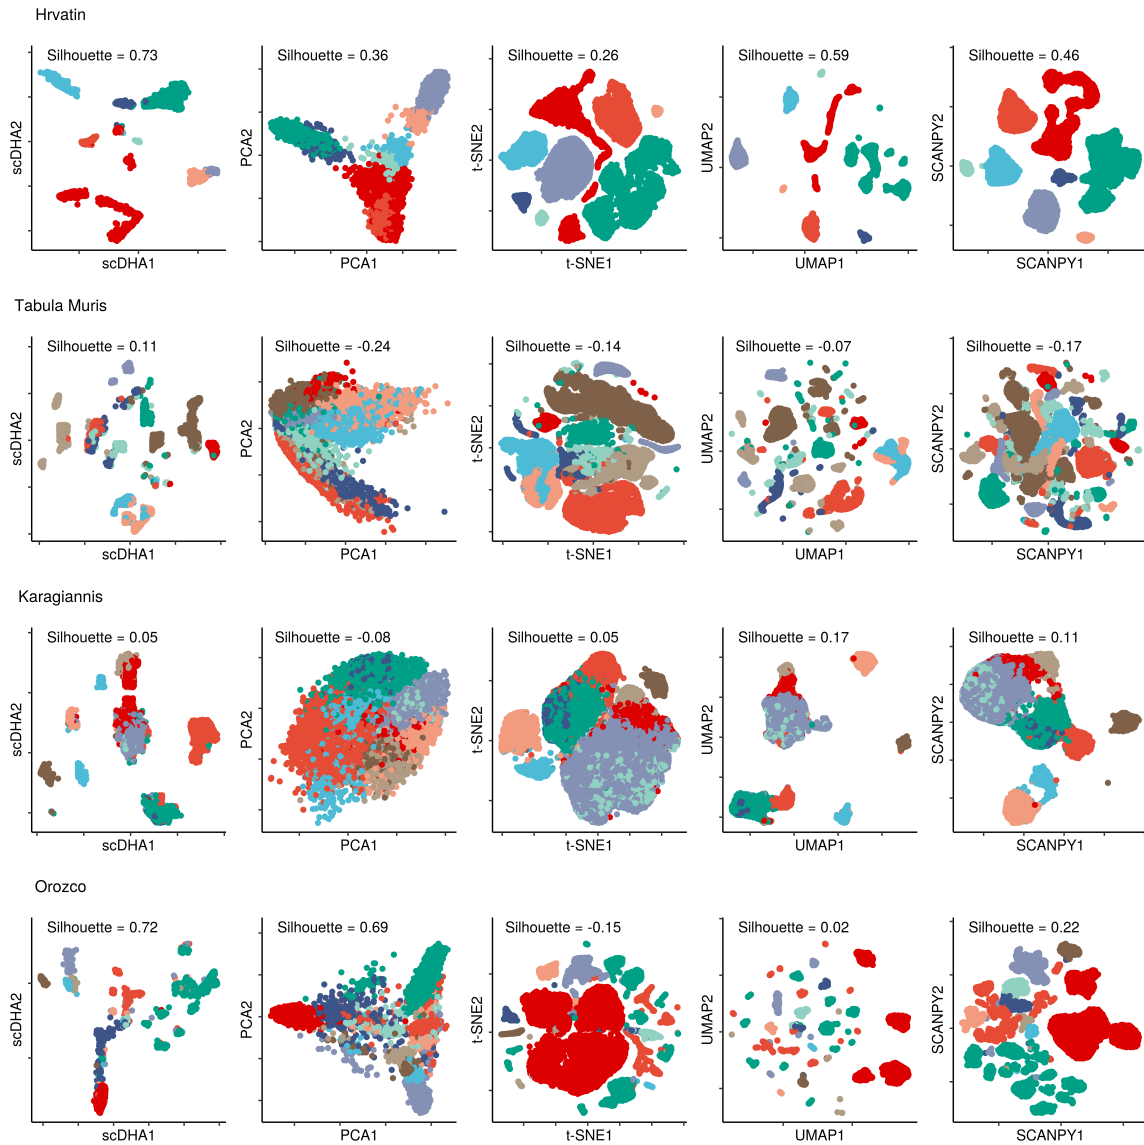 Hrvatin
Silhouette = 0.73
Silhouette = 0.36
Silhouette = 0.26
Silhouette = 0.59
Silhouette = 0.46
scDHA2
PCA2
t-SNE2
UMAP2
SCANPY2
scDHA1
PCA1
t-SNE1
UMAP1
SCANPY1
Tabula Muris
Silhouette = 0.11
Silhouette = -0.24
Silhouette = -0.14
Silhouette = -0.07
Silhouette = -0.17
scDHA2
PCA2
t-SNE2
UMAP2
SCANPY2
scDHA1
PCA1
t-SNE1
UMAP1
SCANPY1
Karagiannis
Silhouette = 0.05
Silhouette = -0.08
Silhouette = 0.05
Silhouette = 0.17
Silhouette = 0.11
scDHA2
PCA2
t-SNE2
UMAP2
SCANPY2
scDHA1
PCA1
t-SNE1
UMAP1
SCANPY1
Orozco
Silhouette = 0.72
Silhouette = 0.69
Silhouette = -0.15
Silhouette = 0.02
Silhouette = 0.22
scDHA2
PCA2
t-SNE2
UMAP2
SCANPY2
scDHA1
PCA1
t-SNE1
UMAP1
SCANPY1